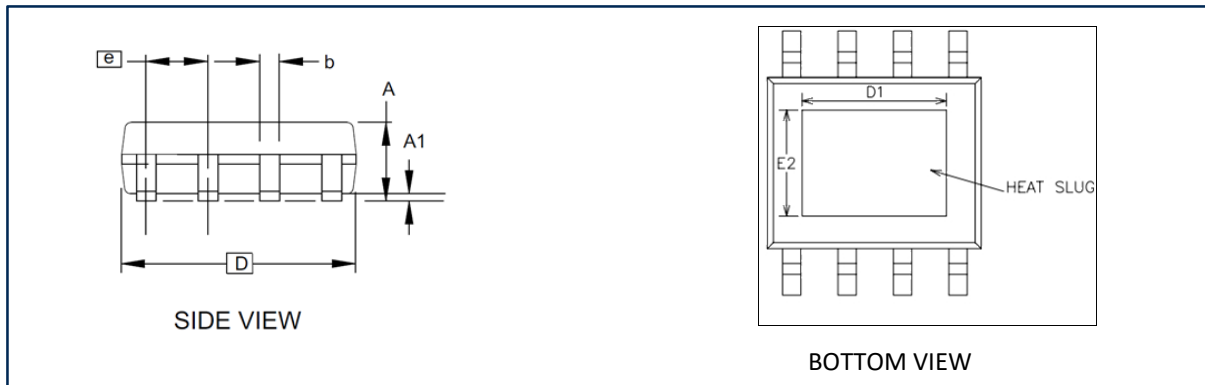 e
b
A
A1
D
SIDE VIEW
D1
E2
HEAT SLUG
BOTTOM VIEW